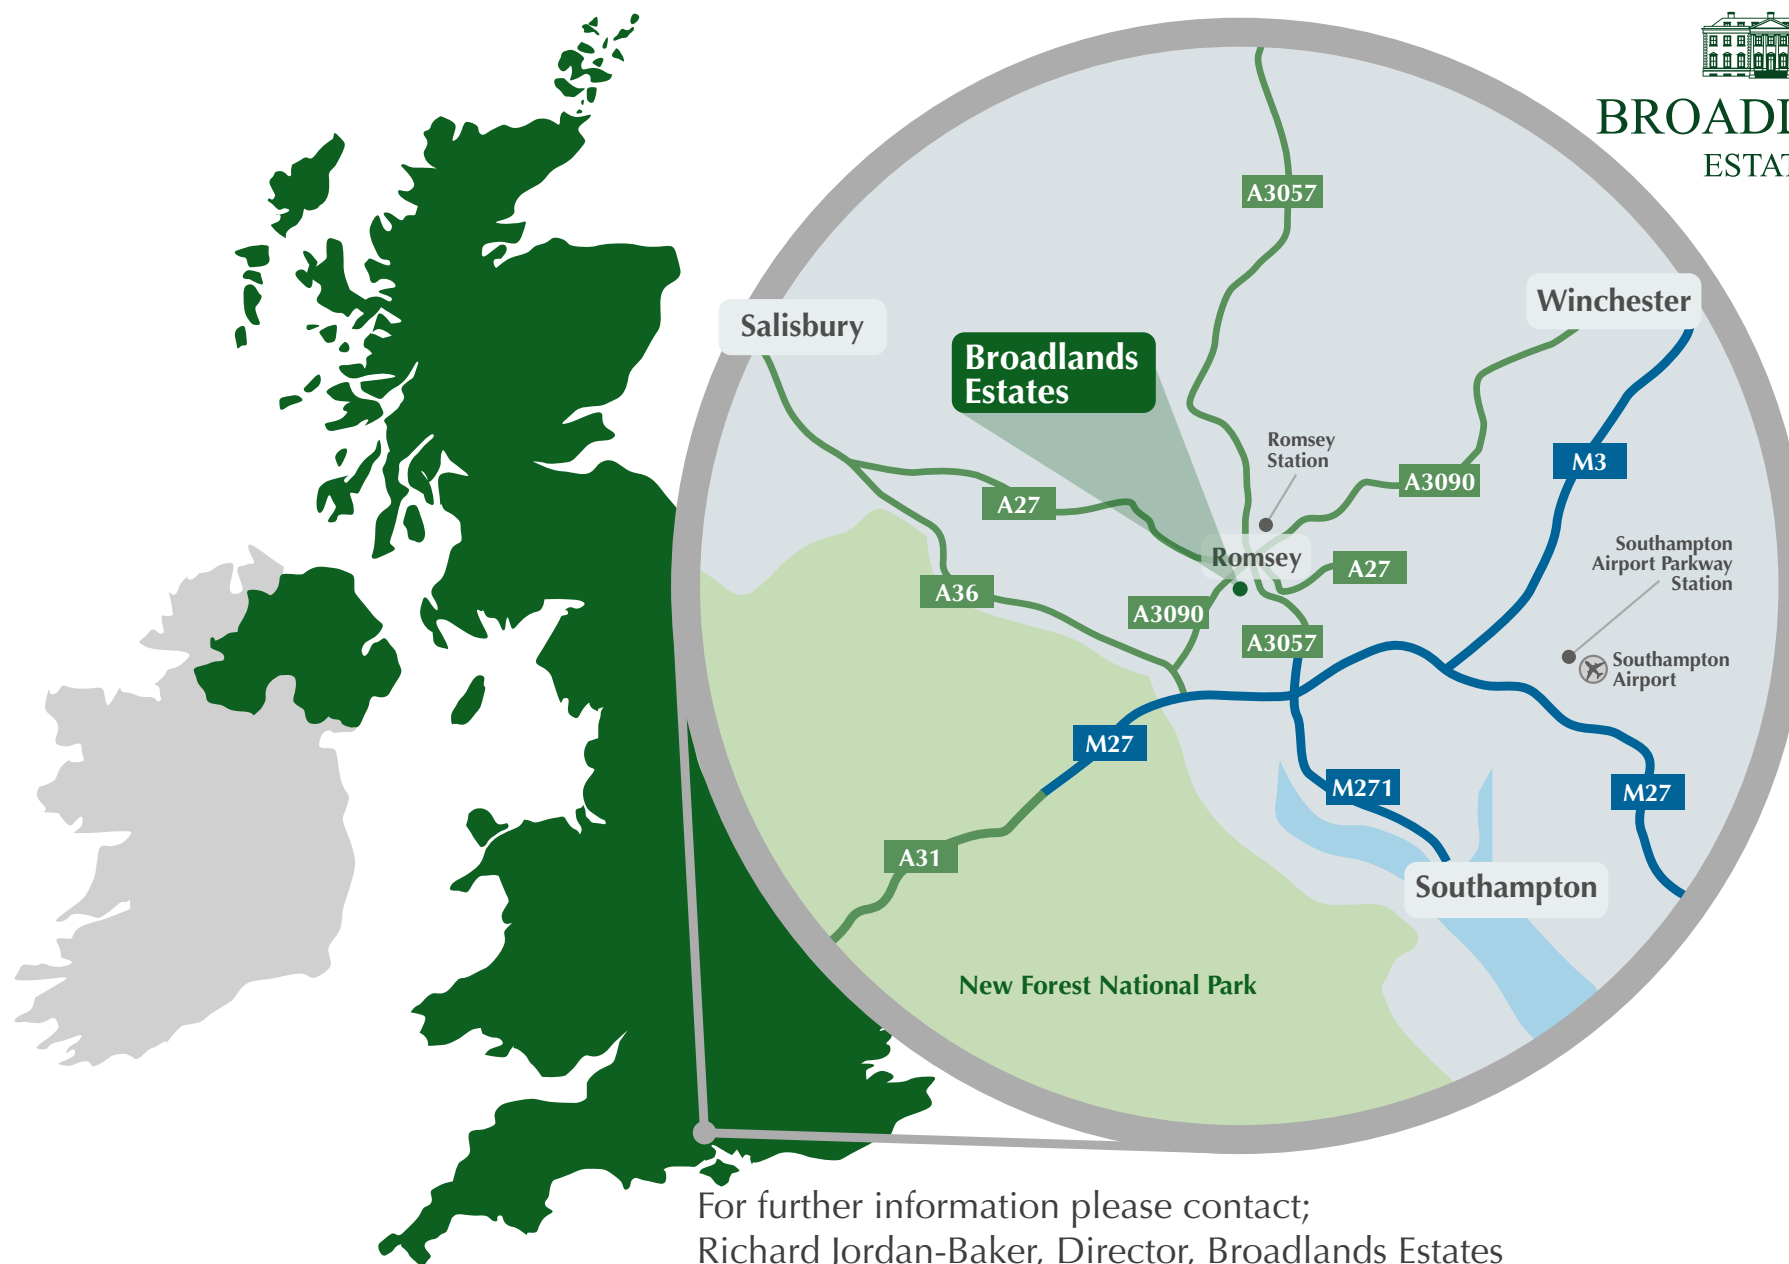 BROADL
ESTAT
A3057
Winchester
Salisbury
Broadlands
Estates
Romsey
Station
M3
A3090
A27
Southampton
Airport Parkway
Station
Romsey
A27
A36
A3090
A3057
Southampton
Airport
M27
M271
M27
A31
Southampton
New Forest National Park
For further information please contact;
Richard Jordan-Baker, Director, Broadlands Estates